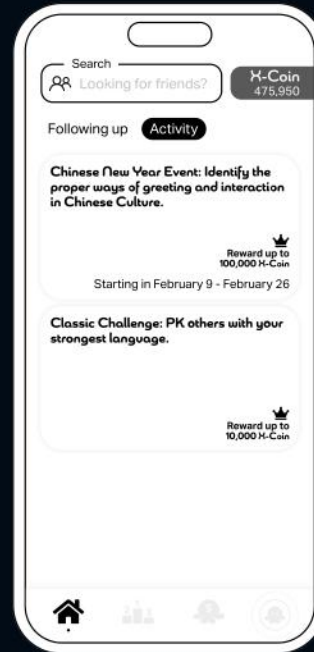 Search
Looking for friends?
X-Coin
475,950
Following up
Activity
Chinese New Year Event: Identify the
proper ways of greeting and interaction
in Chinese Culture.
Reward up to
100,000 X-Coin
Starting in February 9 - February 26
Classic Challenge: PK others with your
strongest language.
Reward up to
10,000 X-Coin